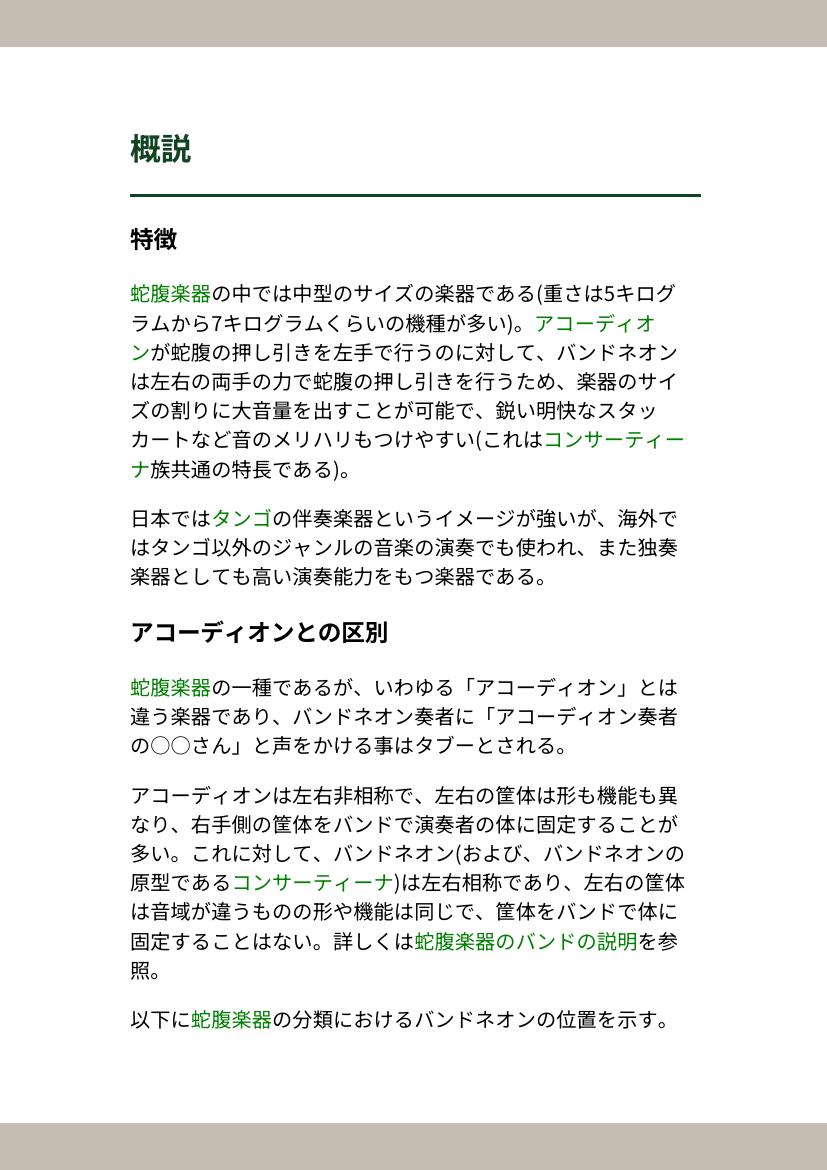 概説
特徴
蛇腹楽器の中では中型のサイズの楽器である(重さは5キログ
ラムから7キログラムくらいの機種が多い)。アコーディオ
ンが蛇腹の押し引きを左手で行うのに対して、バンドネオン
は左右の両手の力で蛇腹の押し引きを行うため、楽器のサイ
ズの割りに大音量を出すことが可能で、鋭い明快なスタッ
カートなど音のメリハリもつけやすい(これはコンサーティー
ナ族共通の特長である)。
日本ではタンゴの伴奏楽器というイメージが強いが、海外で
はタンゴ以外のジャンルの音楽の演奏でも使われ、また独奏
楽器としても高い演奏能力をもつ楽器である。
アコーディオンとの区別
蛇腹楽器の一種であるが、いわゆる「アコーディオン」とは
違う楽器であり、バンドネオン奏者に「アコーディオン奏者
の◯◯さん」と声をかける事はタブーとされる。
アコーディオンは左右非相称で、左右の筐体は形も機能も異
なり、右手側の筐体をバンドで演奏者の体に固定することが
多い。これに対して、バンドネオン(および、バンドネオンの
原型であるコンサーティーナ)は左右相称であり、左右の筐体
は音域が違うものの形や機能は同じで、筐体をバンドで体に
固定することはない。詳しくは蛇腹楽器のバンドの説明を参
照。
以下に蛇腹楽器の分類におけるバンドネオンの位置を示す。